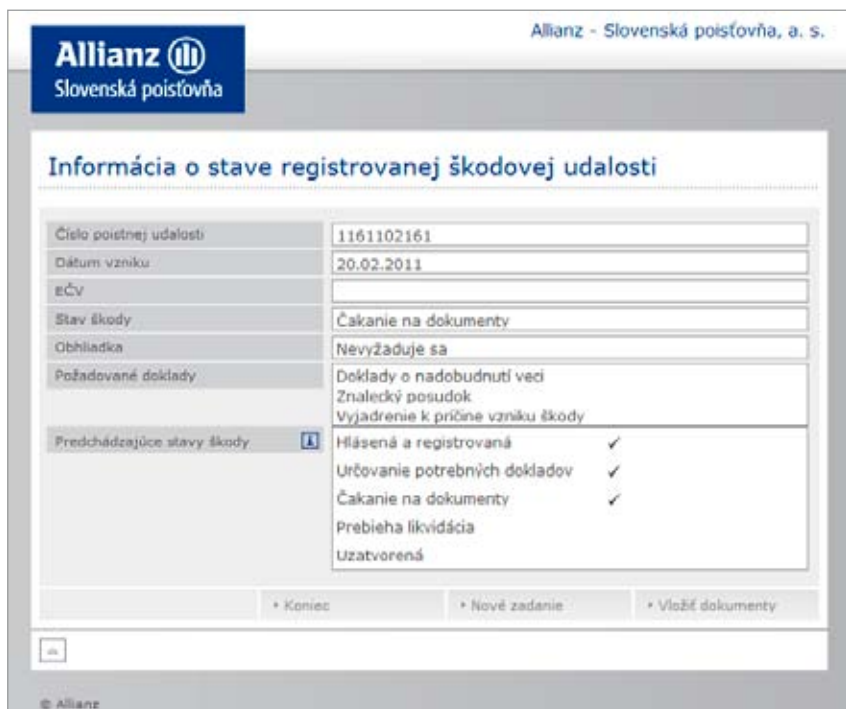 Allianz - Slovenská poisťovňa, a. s.
Allianz
Slovenská poisťovňa
Informácia o stave registrovanej škodovej udalosti
Číslo poistnej udalosti 1161102161
Dátum vzniku 20.02.2011
EČV
Stav škody Čakanie na dokumenty
Obhliadka Nevyžaduje sa
Požadované doklady Doklady o nadobudnutí veci
Znalecký posudok
Vyjadrenie k príčine vzniku škody
Predchádzajúce stavy škody i Hlásená a registrovaná ✓
Určovanie potrebných dokladov ✓
Čakanie na dokumenty ✓
Prebieha likvidácia
Uzatvorená
Koniec Nové zadanie Vložiť dokumenty
© Allianz